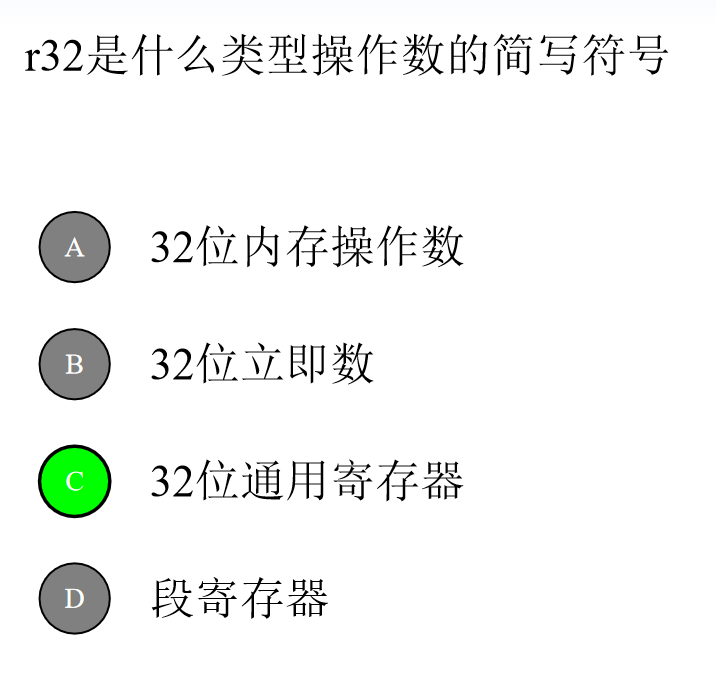 r32是什么类型操作数的简写符号
A 32位内存操作数
B 32位立即数
C 32位通用寄存器
D 段寄存器